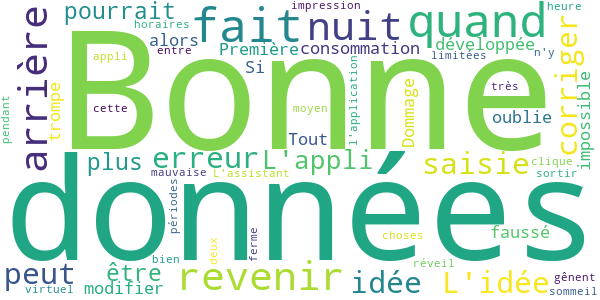 impression
heure
pourrait
horaires
fait
nuit
quand
arrière
alors
Première
consommation
développée
appli
entre
limitées
n'y
Si
Bonne
corriger
trompe
cette
moyen
l'application
Dommage
très
oublie
impossible
pendant
Tout
plus
erreur
L'appli
saisie
clique
sortir
mauvaise
L'assistant
données
périodes
faussé
deux
ferme
choses
bien
réveil
peut
être
revenir
idée
L'idée
gênent
virtuel
modifier
sommeil